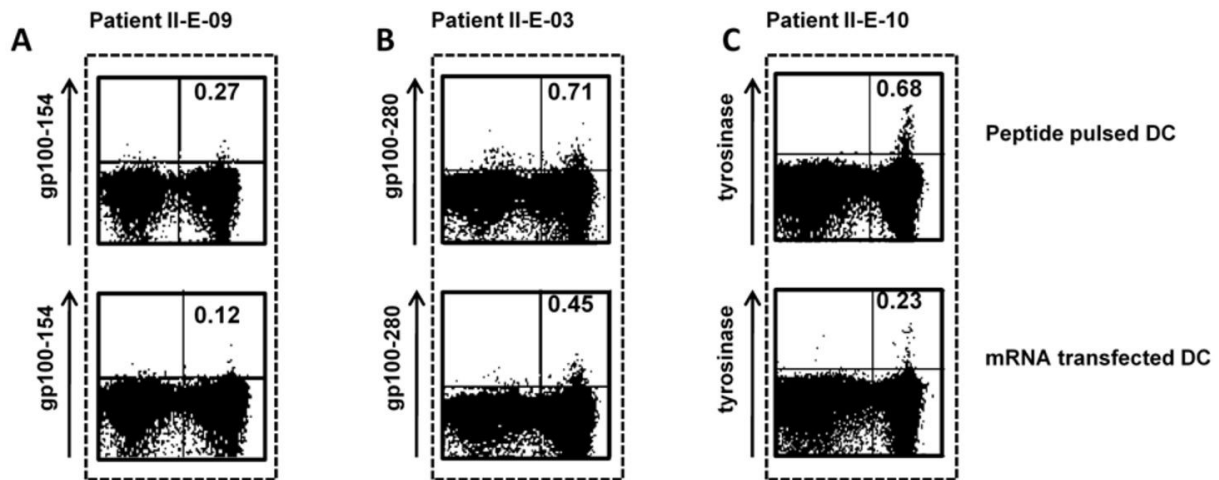 Patient II-E-09
Patient II-E-03
Patient II-E-10
A
B
C
gp100-154
0.27
gp100-280
0.71
tyrosinase
0.68
Peptide pulsed DC
gp100-154
0.12
gp100-280
0.45
tyrosinase
0.23
mRNA transfected DC